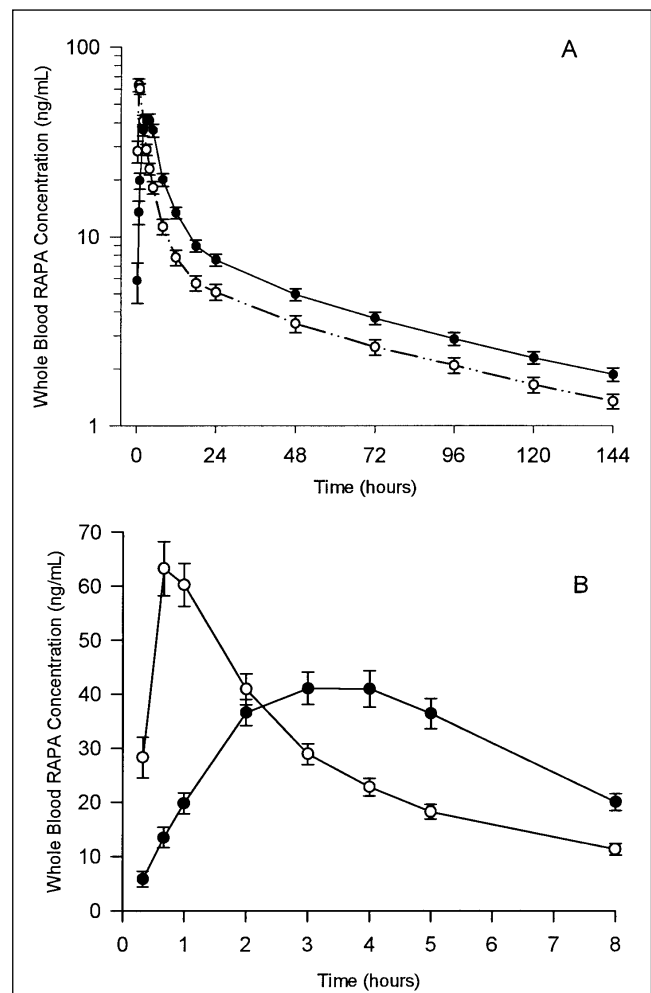 A
Whole Blood RAPA Concentration (ng/mL)
100
10
1
0 24 48 72 96 120 144
Time (hours)
B
Whole Blood RAPA Concentration (ng/mL)
70
60
50
40
30
20
10
0
0 1 2 3 4 5 6 7 8
Time (hours)